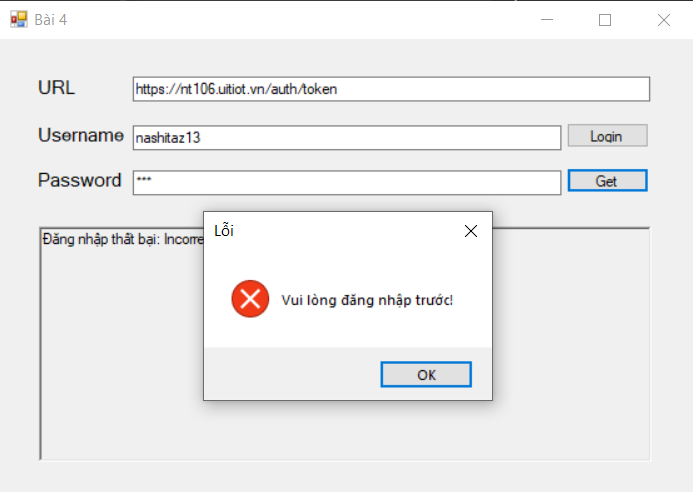 Bài 4
URL
https://nt106.uitiot.vn/auth/token
Username
nashitaz13
Login
Password
***
Get
Đăng nhập thất bại:
Lỗi
Vui lòng đăng nhập trước!
OK